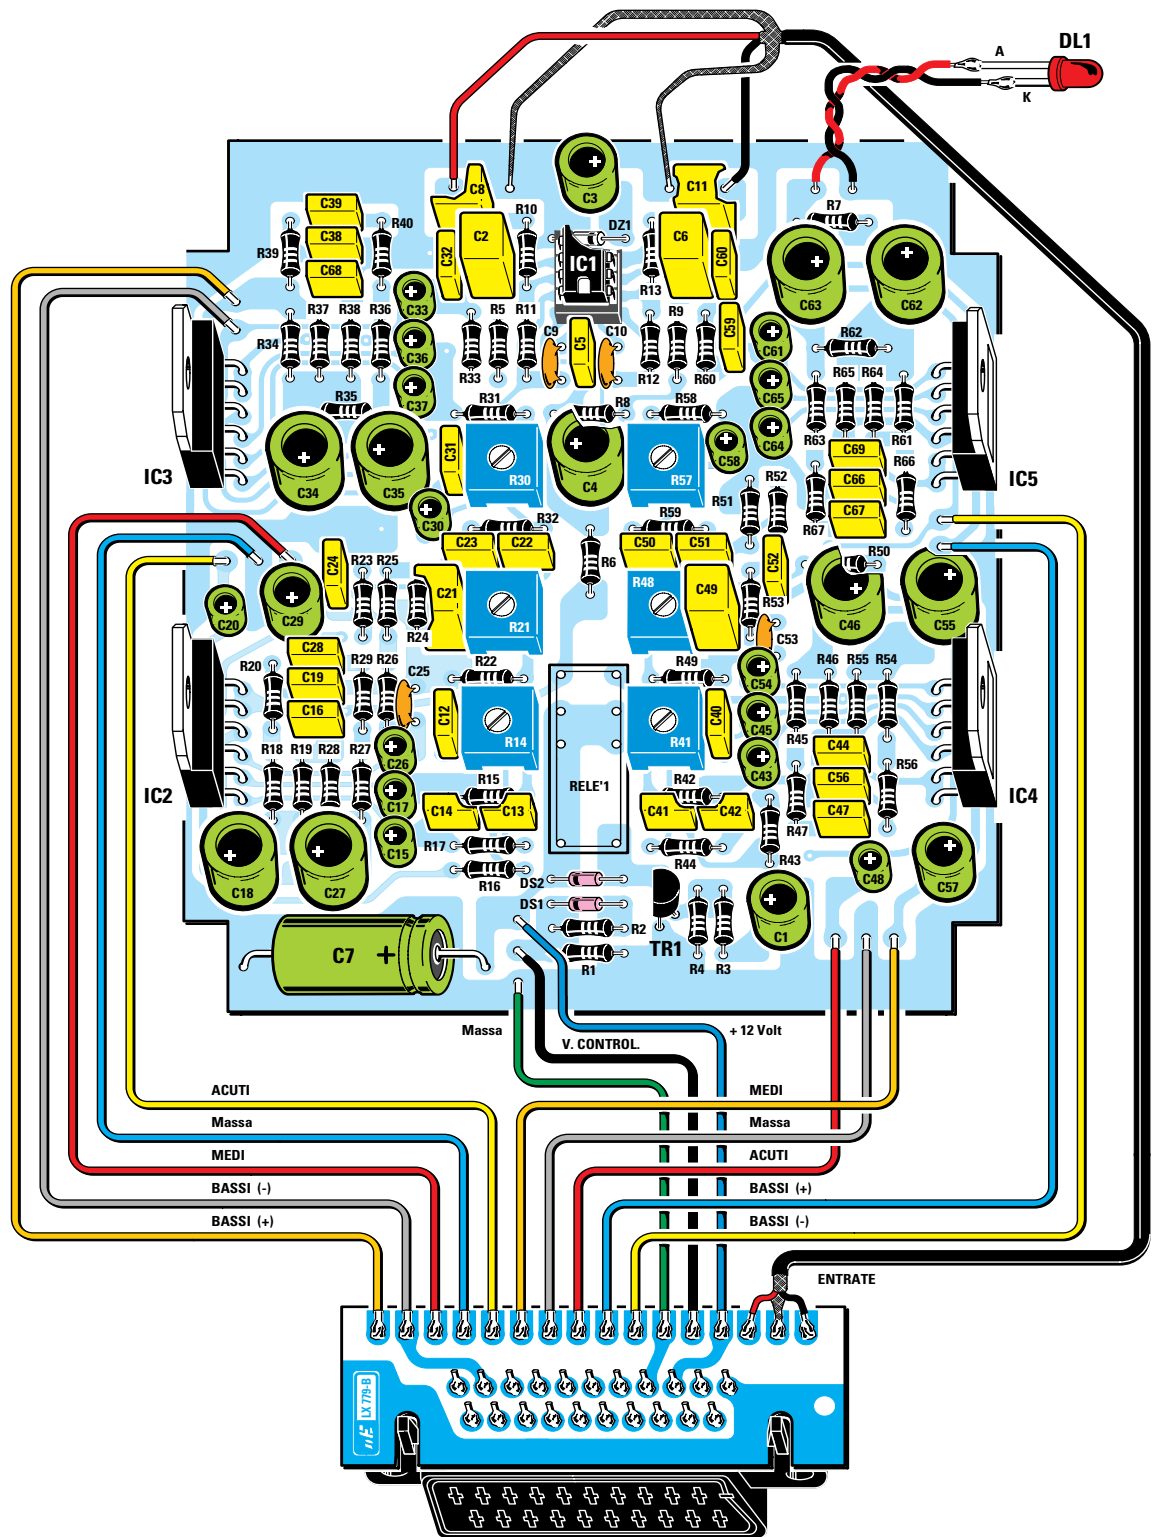 A
DL1
K
C8
C3
C11
C39
R40
R10
DZ1
R7
C38
C2
C6
R39
C32
IC1
C60
C68
R13
C63
C62
C33
R37
R38
R36
R5
R11
C9
C10
R9
C59
R62
R34
C36
C5
C61
R33
R12
R60
R65
R64
C37
C65
R35
R31
R8
R58
C64
R63
R61
C31
C58
C69
R66
IC3
C34
C35
R30
C4
R57
C66
IC5
R51
R52
C67
C30
R32
R59
R67
C23
C22
C50
C51
C52
R50
C24
R23
R25
R6
R48
C21
C49
R53
C20
C29
R24
R21
C46
C55
C53
C28
R20
R29
R26
C25
R22
R49
C54
R46
R55
R54
C19
C16
C12
R14
R41
C40
C45
R45
R18
R19
R28
R27
C26
C43
C44
R56
R15
R42
RELE'1
C56
IC2
C17
IC4
C14
C13
C41
C42
C47
R47
C15
R17
R44
R43
R16
C18
C27
DS2
C48
C57
DS1
R2
TR1
C1
C7 +
R1
R4
R3
Massa
V. CONTROL.
+ 12 Volt
ACUTI
MEDI
Massa
Massa
MEDI
ACUTI
BASSI (-)
BASSI (+)
BASSI (+)
BASSI (-)
ENTRATE
LX 779-B